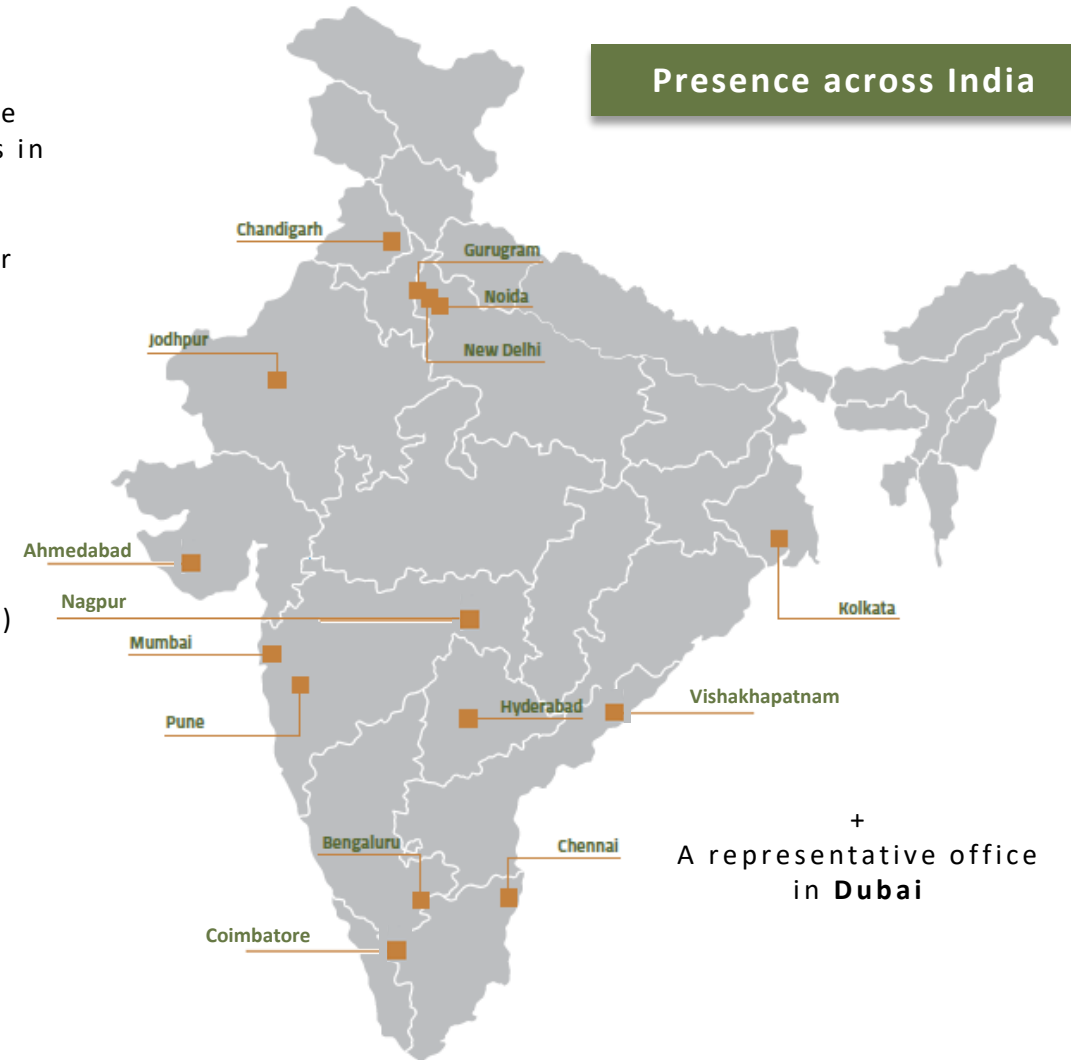 Presence across India
e
s in
r
Chandigarh
Gurugram
Noida
New Delhi
Jodhpur
Ahmedabad
Nagpur
)
Mumbai
Pune
Kolkata
Hyderabad
Vishakhapatnam
Bengaluru
Chennai
Coimbatore
+
A representative office
in Dubai